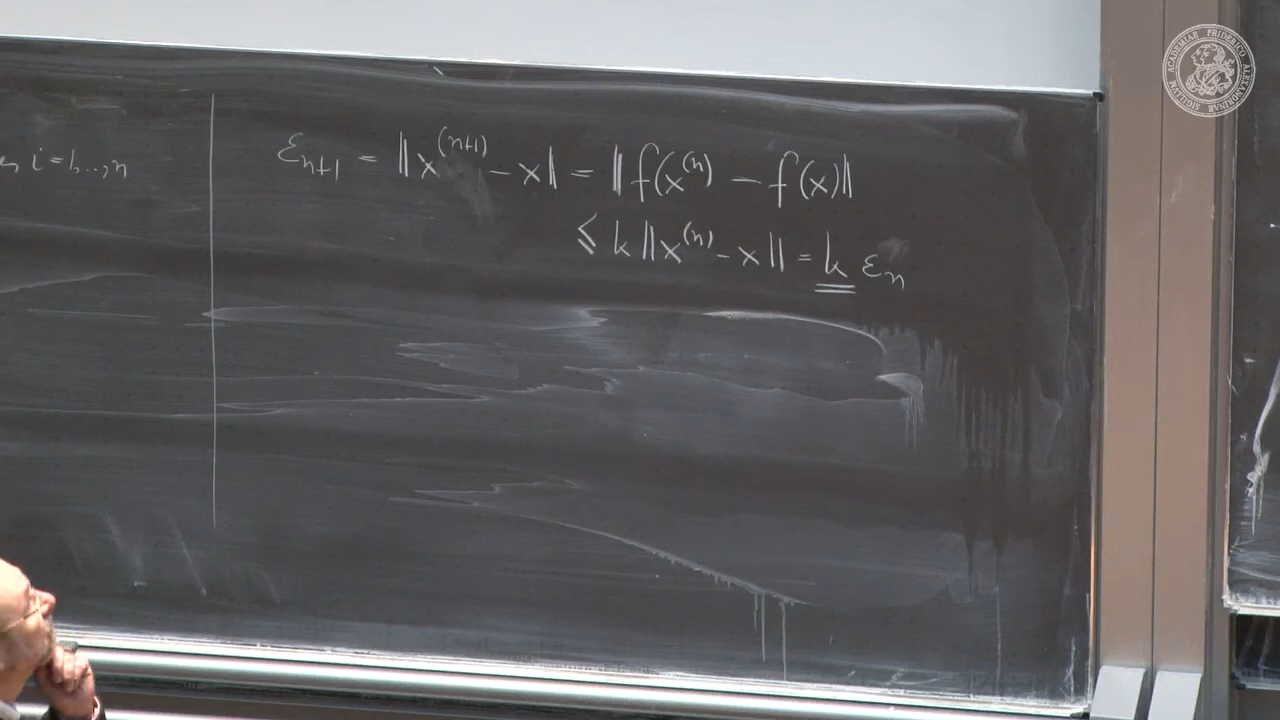 i = 1, ..., n
ε_{n+1} = ‖x^{(n+1)} - x‖ = ‖f(x^{(n)} - f(x)‖
≤ k ‖x^{(n)} - x‖ = k ε_n